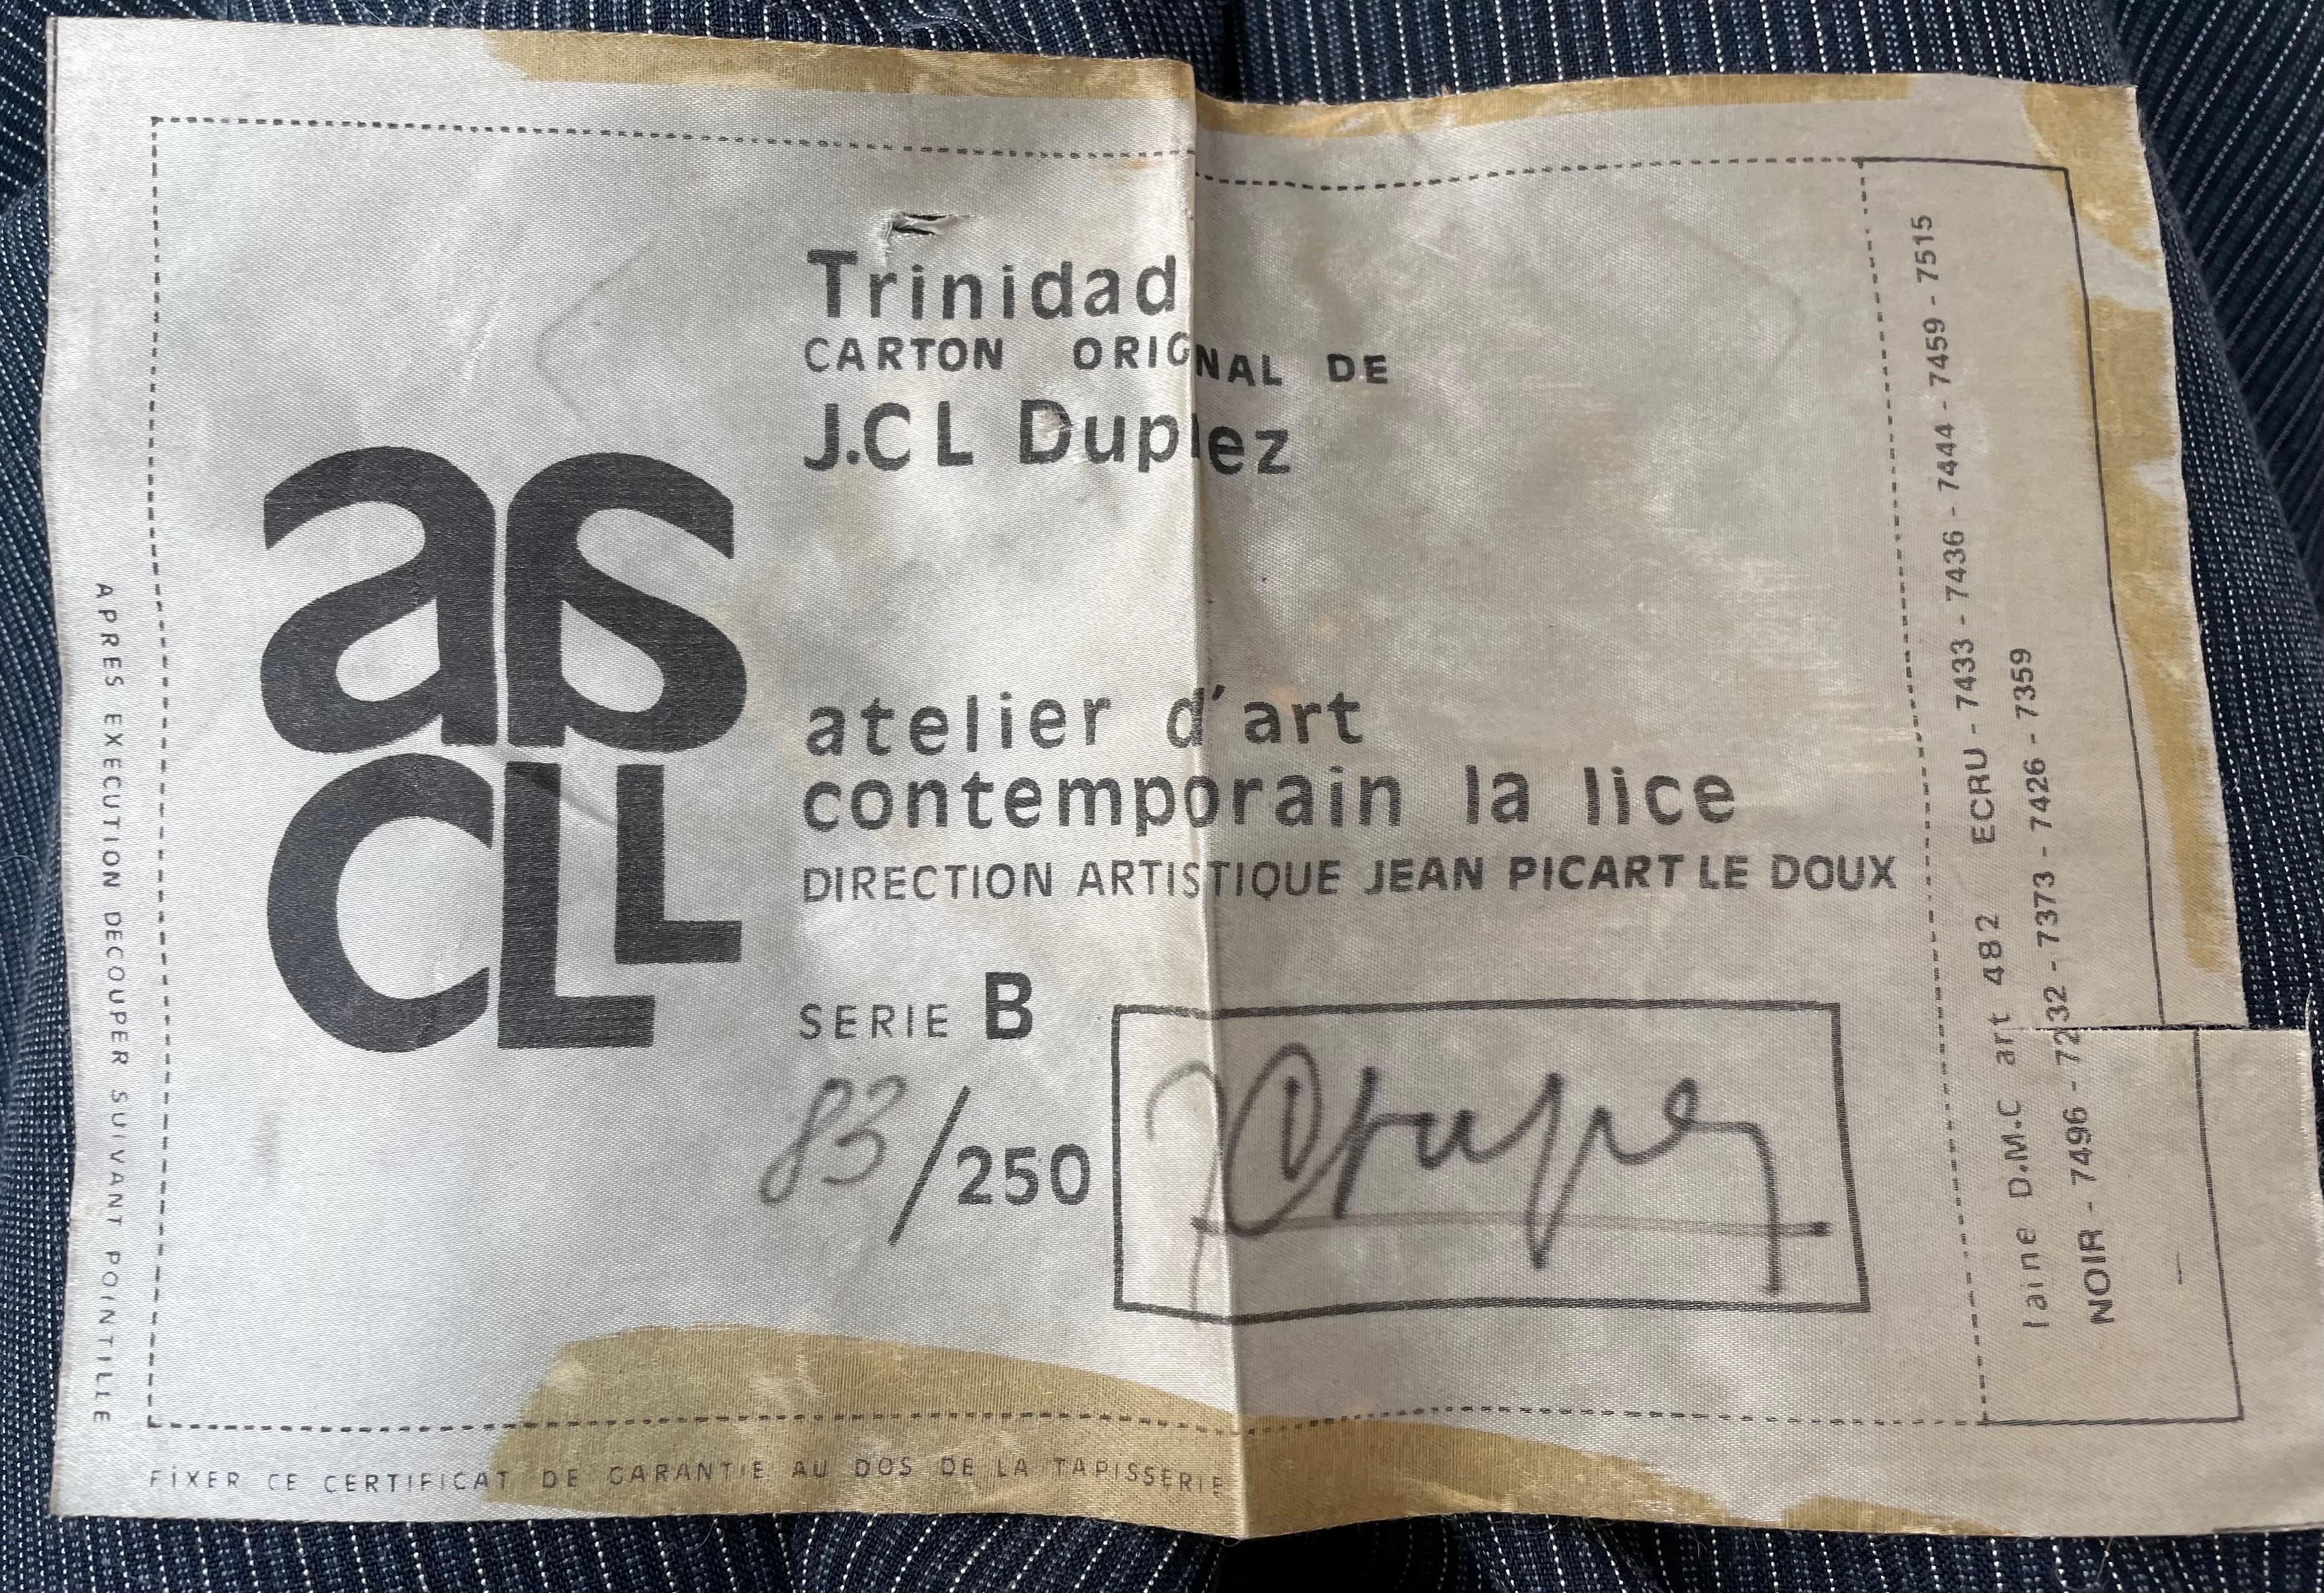 Trinidad
CARTON ORIGNAL DE
J.CL Duplez
aa
CLL
atelier d'art
contemporain la lice
DIRECTION ARTISTIQUE JEAN PICART LE DOUX
SERIE B
83/250
APRES EXECUTION DECOUPER SUIVANT POINTILLE
FIXER CE CERTIFICAT DE GARANTIE AU DOS DE LA TAPISSERIE
laine D.M.C art 482 ECRU - 7433 - 7436 - 7444 - 7459 - 7515
NOIR - 7496 - 7232 - 7373 - 7426 - 7359